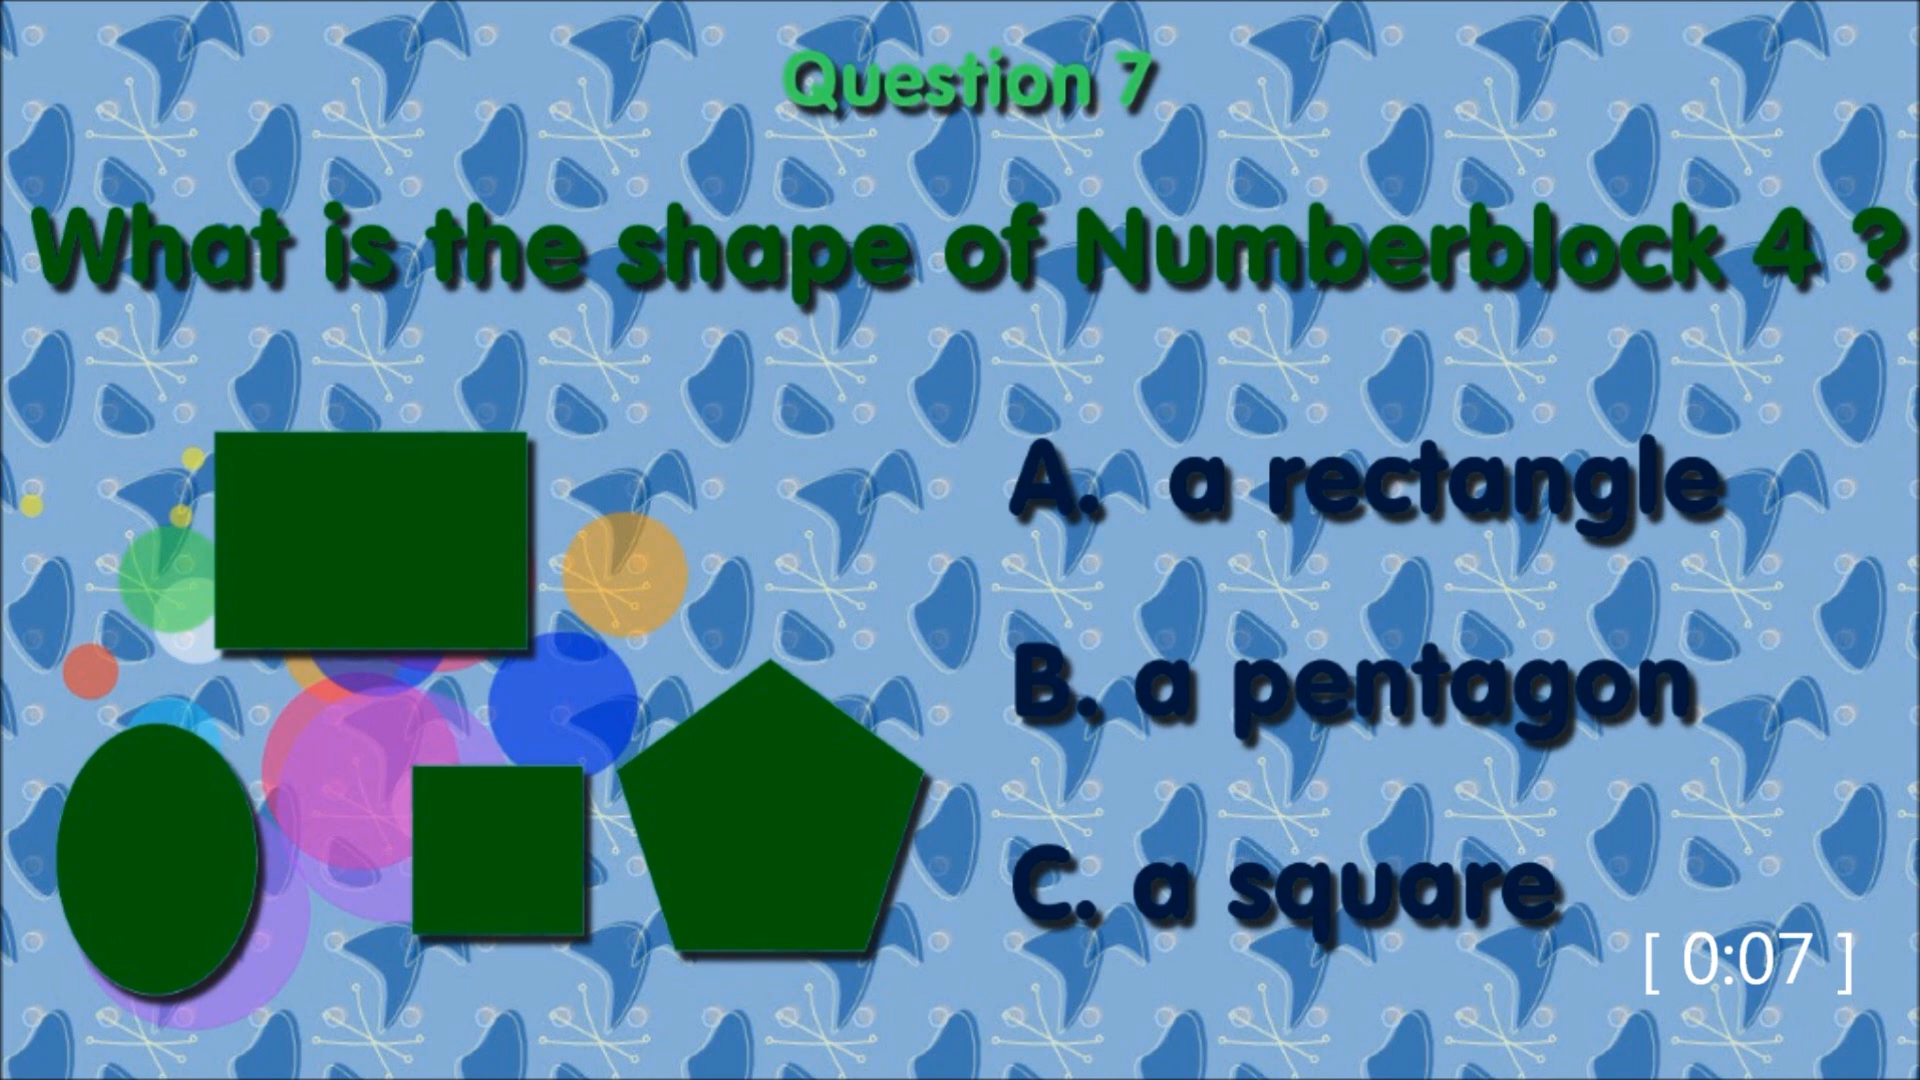 Question 7
What is the shape of Numberblock 4 ?
A. a rectangle
B. a pentagon
C. a square
[ 0:07 ]